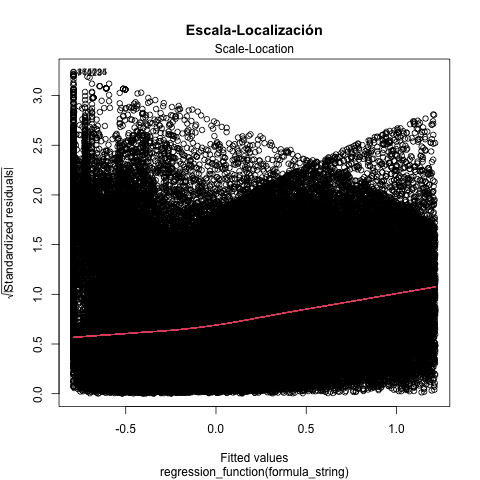 Escala-Localización
Scale-Location
√|Standardized residuals|
3.0
2.5
2.0
1.5
1.0
0.5
0.0
-0.5
0.0
0.5
1.0
Fitted values
regression_function(formula_string)